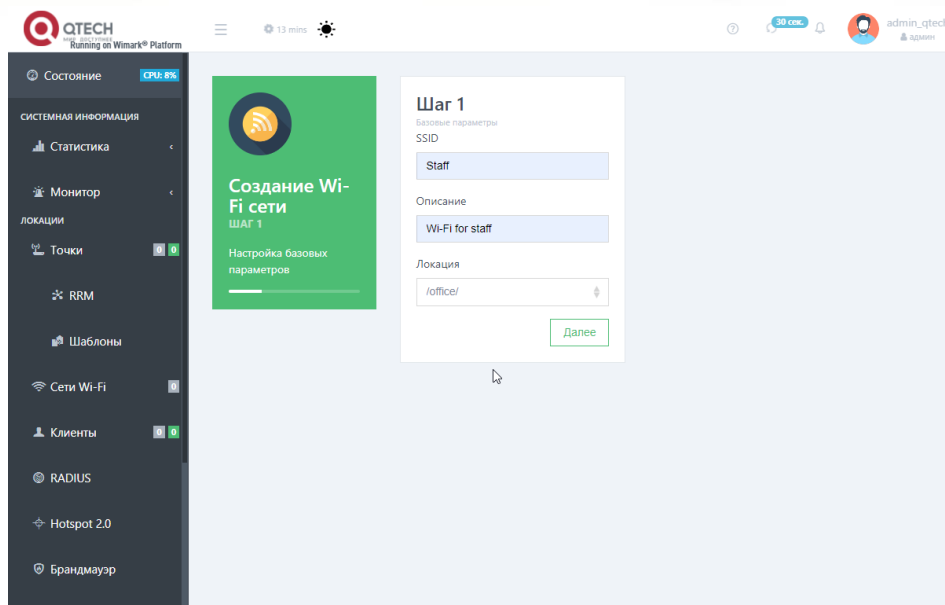 QTECH
МИР ДОСТУПНЕЕ
Running on Wimark® Platform
13 mins
30 сек.
admin_qtech
админ
Состояние
CPU: 8%
СИСТЕМНАЯ ИНФОРМАЦИЯ
Статистика
Монитор
ЛОКАЦИИ
Точки
0 0
RRM
Шаблоны
Сети Wi-Fi
0
Клиенты
0 0
RADIUS
Hotspot 2.0
Брандмауэр
Создание Wi-
Fi сети
ШАГ 1
Настройка базовых
параметров
Шаг 1
Базовые параметры
SSID
Staff
Описание
Wi-Fi for staff
Локация
/office/
Далее